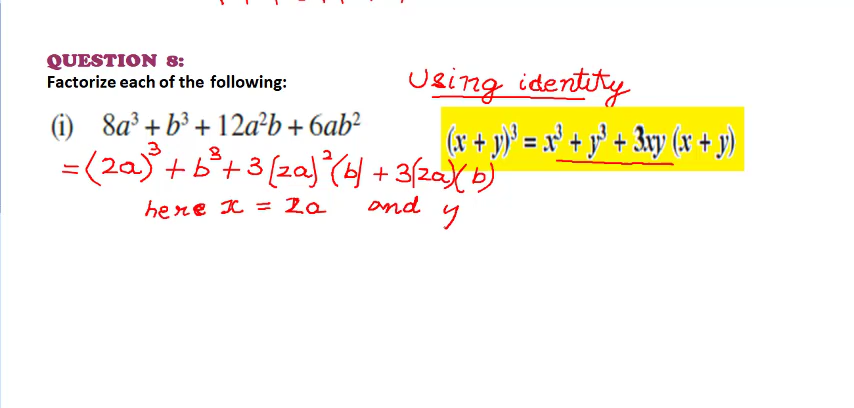 QUESTION 8:
Factorize each of the following:
Using identity
(i) 8a³ + b³ + 12a²b + 6ab²
(x + y)³ = x³ + y³ + 3xy (x + y)
= (2a)³ + b³ + 3(2a)²(b) + 3(2a)(b)
here x = 2a and y